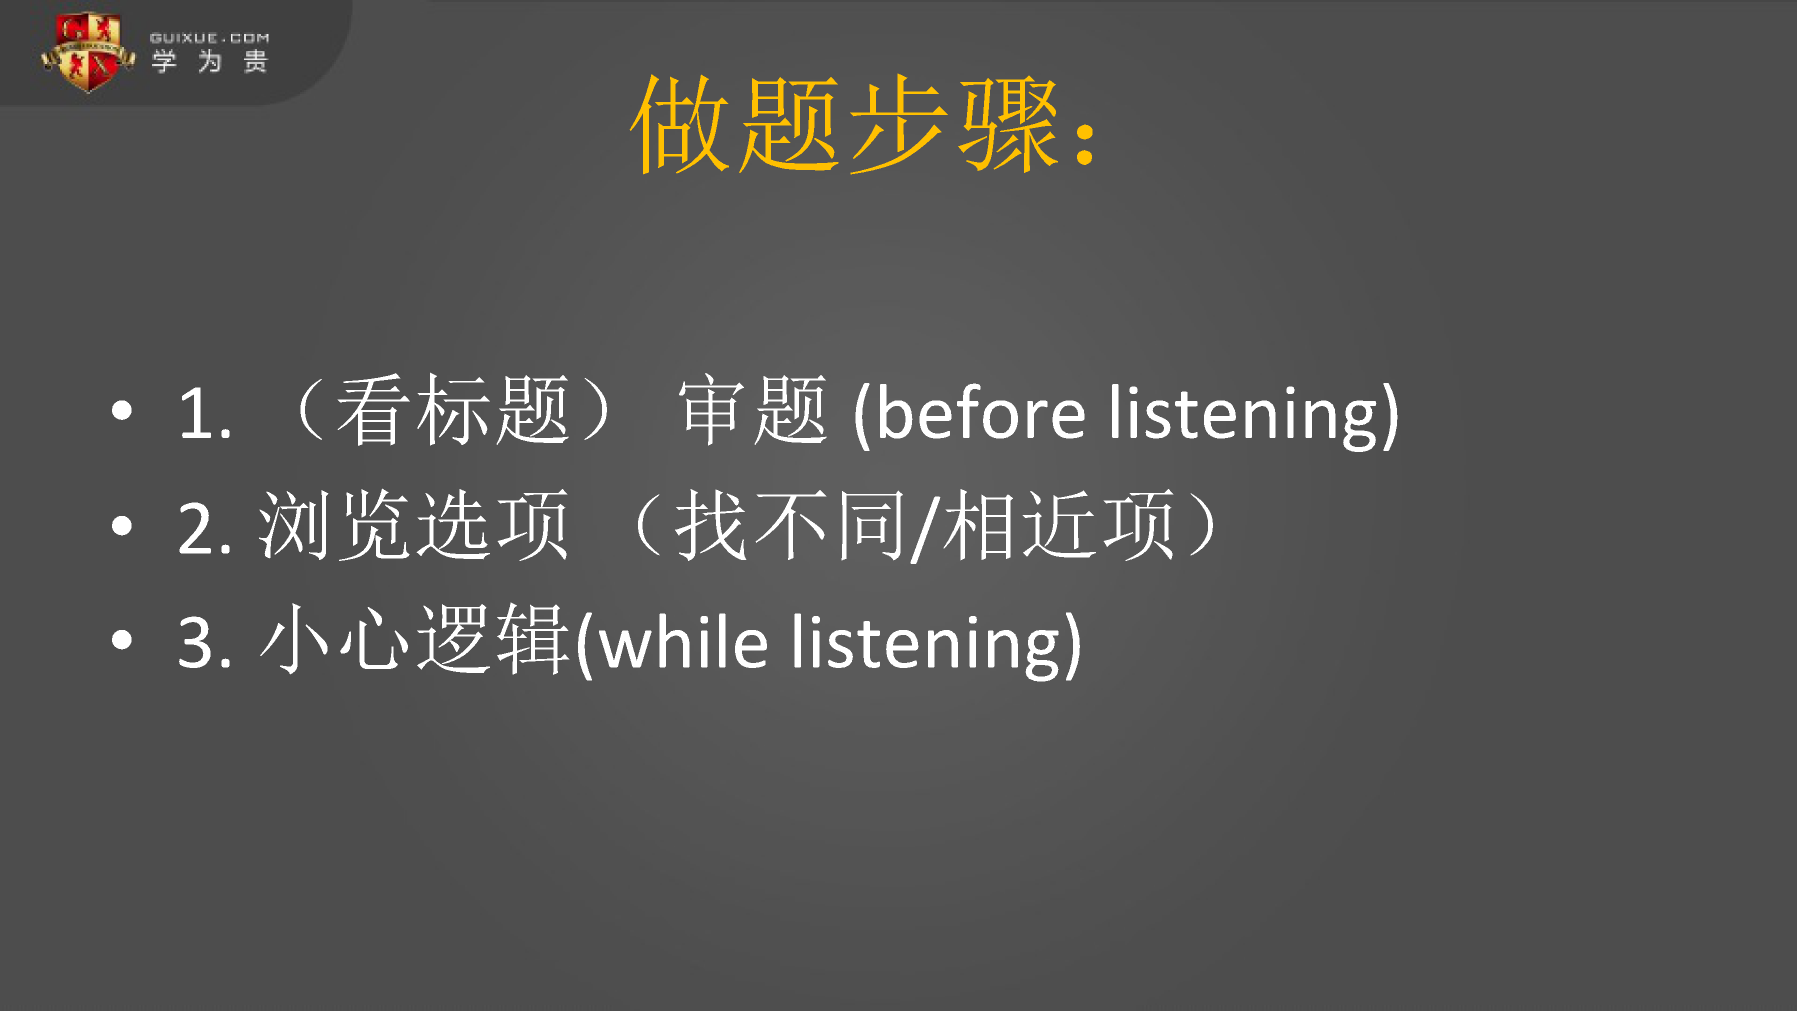 GUIXUE.COM
学为贵
做题步骤：
• 1. （看标题） 审题 (before listening)
• 2. 浏览选项 （找不同/相近项）
• 3. 小心逻辑(while listening)